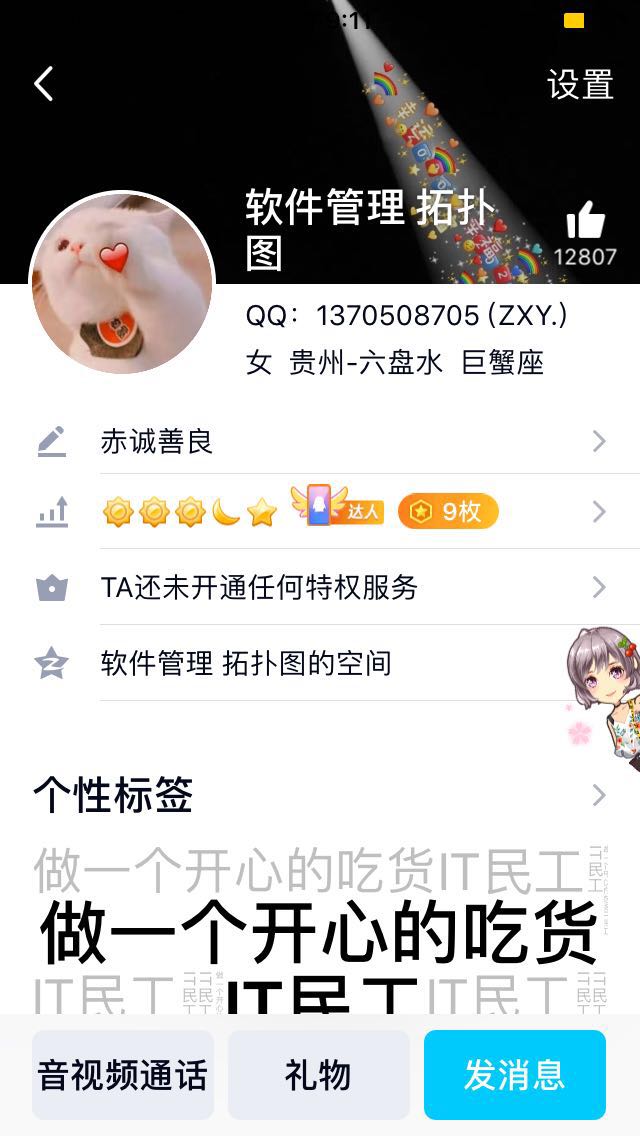 设置
软件管理 拓扑
图
12807
QQ：1370508705 (ZXY.)
女 贵州-六盘水 巨蟹座
赤诚善良
达人
9枚
TA还未开通任何特权服务
软件管理 拓扑图的空间
个性标签
做一个开心的吃货IT民工
做一个开心的吃货
IT民工
IT民工
IT民工
音视频通话
礼物
发消息